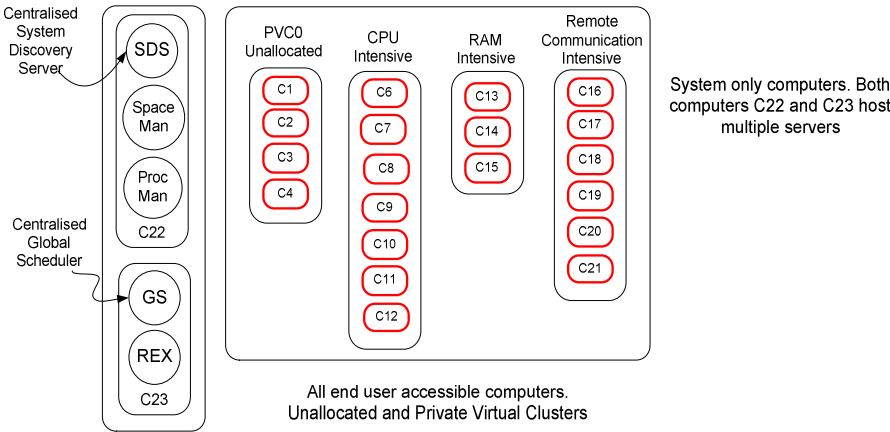 Centralised
System
Discovery
Server
SDS
Space
Man
Proc
Man
C22
Centralised
Global
Scheduler
GS
REX
C23
PVC0
Unallocated
C1
C2
C3
C4
CPU
Intensive
C6
C7
C8
C9
C10
C11
C12
RAM
Intensive
C13
C14
C15
Remote
Communication
Intensive
C16
C17
C18
C19
C20
C21
System only computers. Both
computers C22 and C23 host
multiple servers
All end user accessible computers.
Unallocated and Private Virtual Clusters